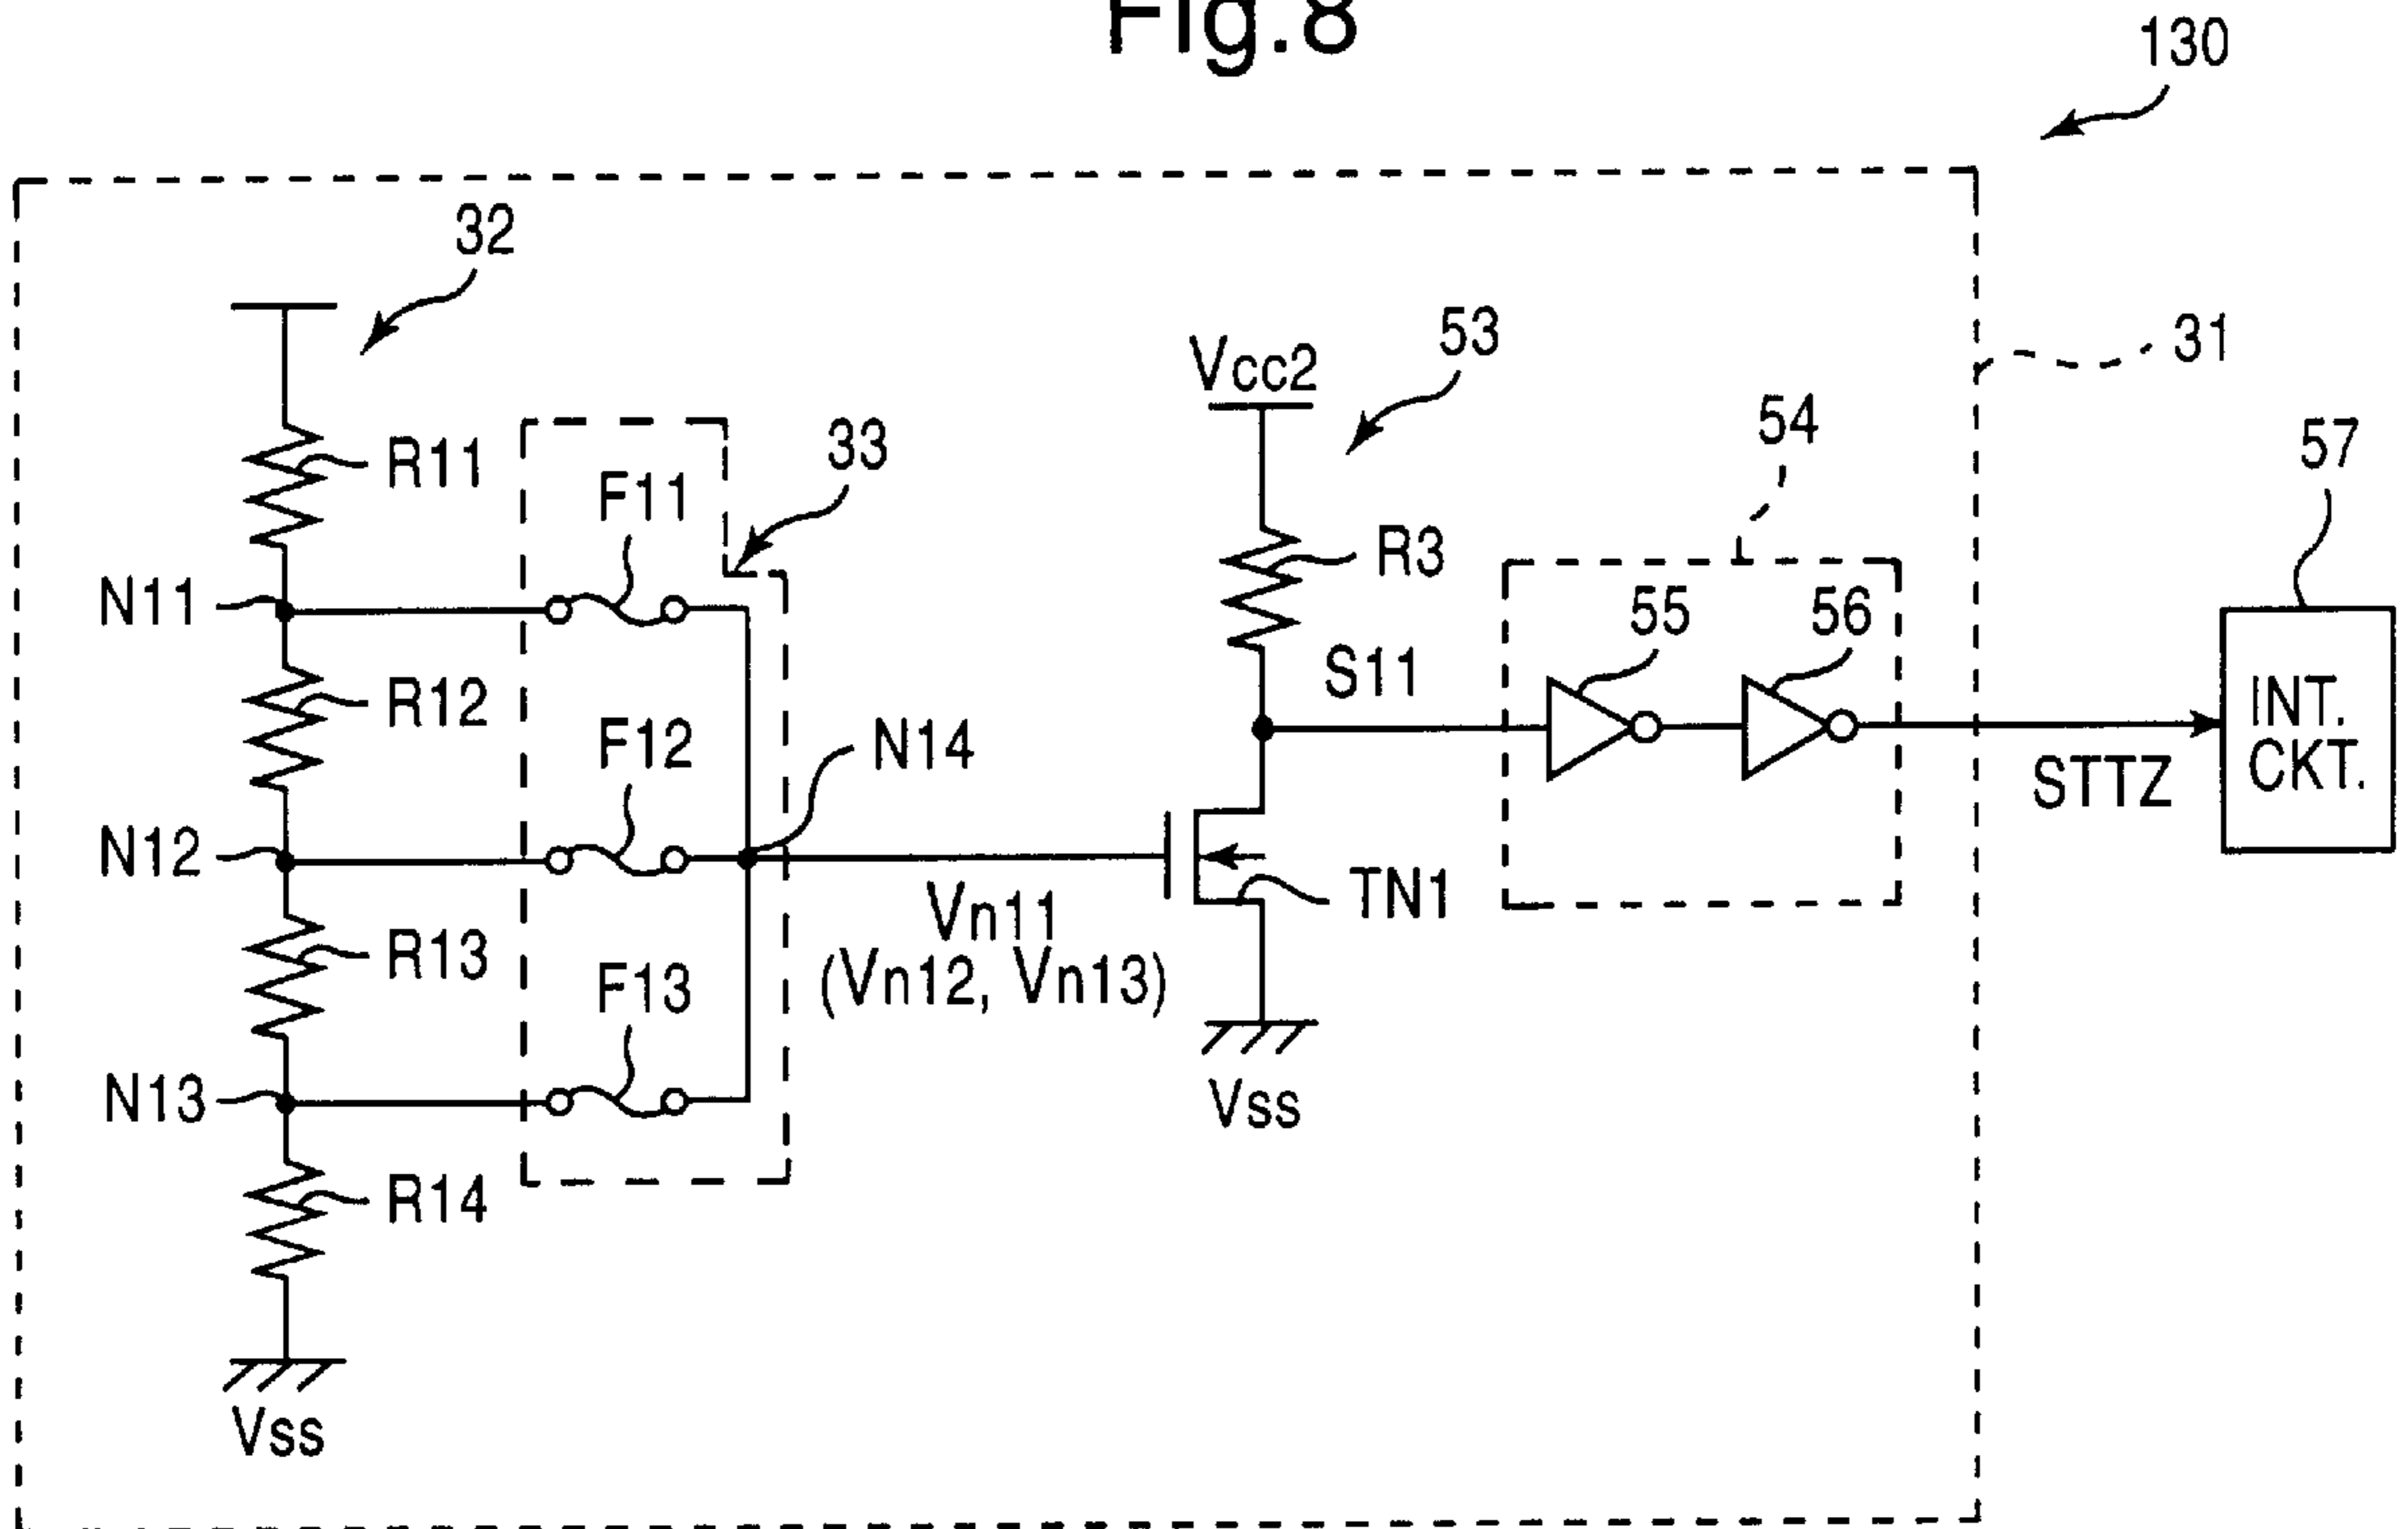 Fig.8
130
32
53
31
Vcc2
54
33
57
R11
F11
R3
N11
55
56
S11
R12
F12
N14
INT.
CKT.
STTZ
N12
TN1
Vn11
(Vn12, Vn13)
R13
F13
N13
Vss
R14
Vss